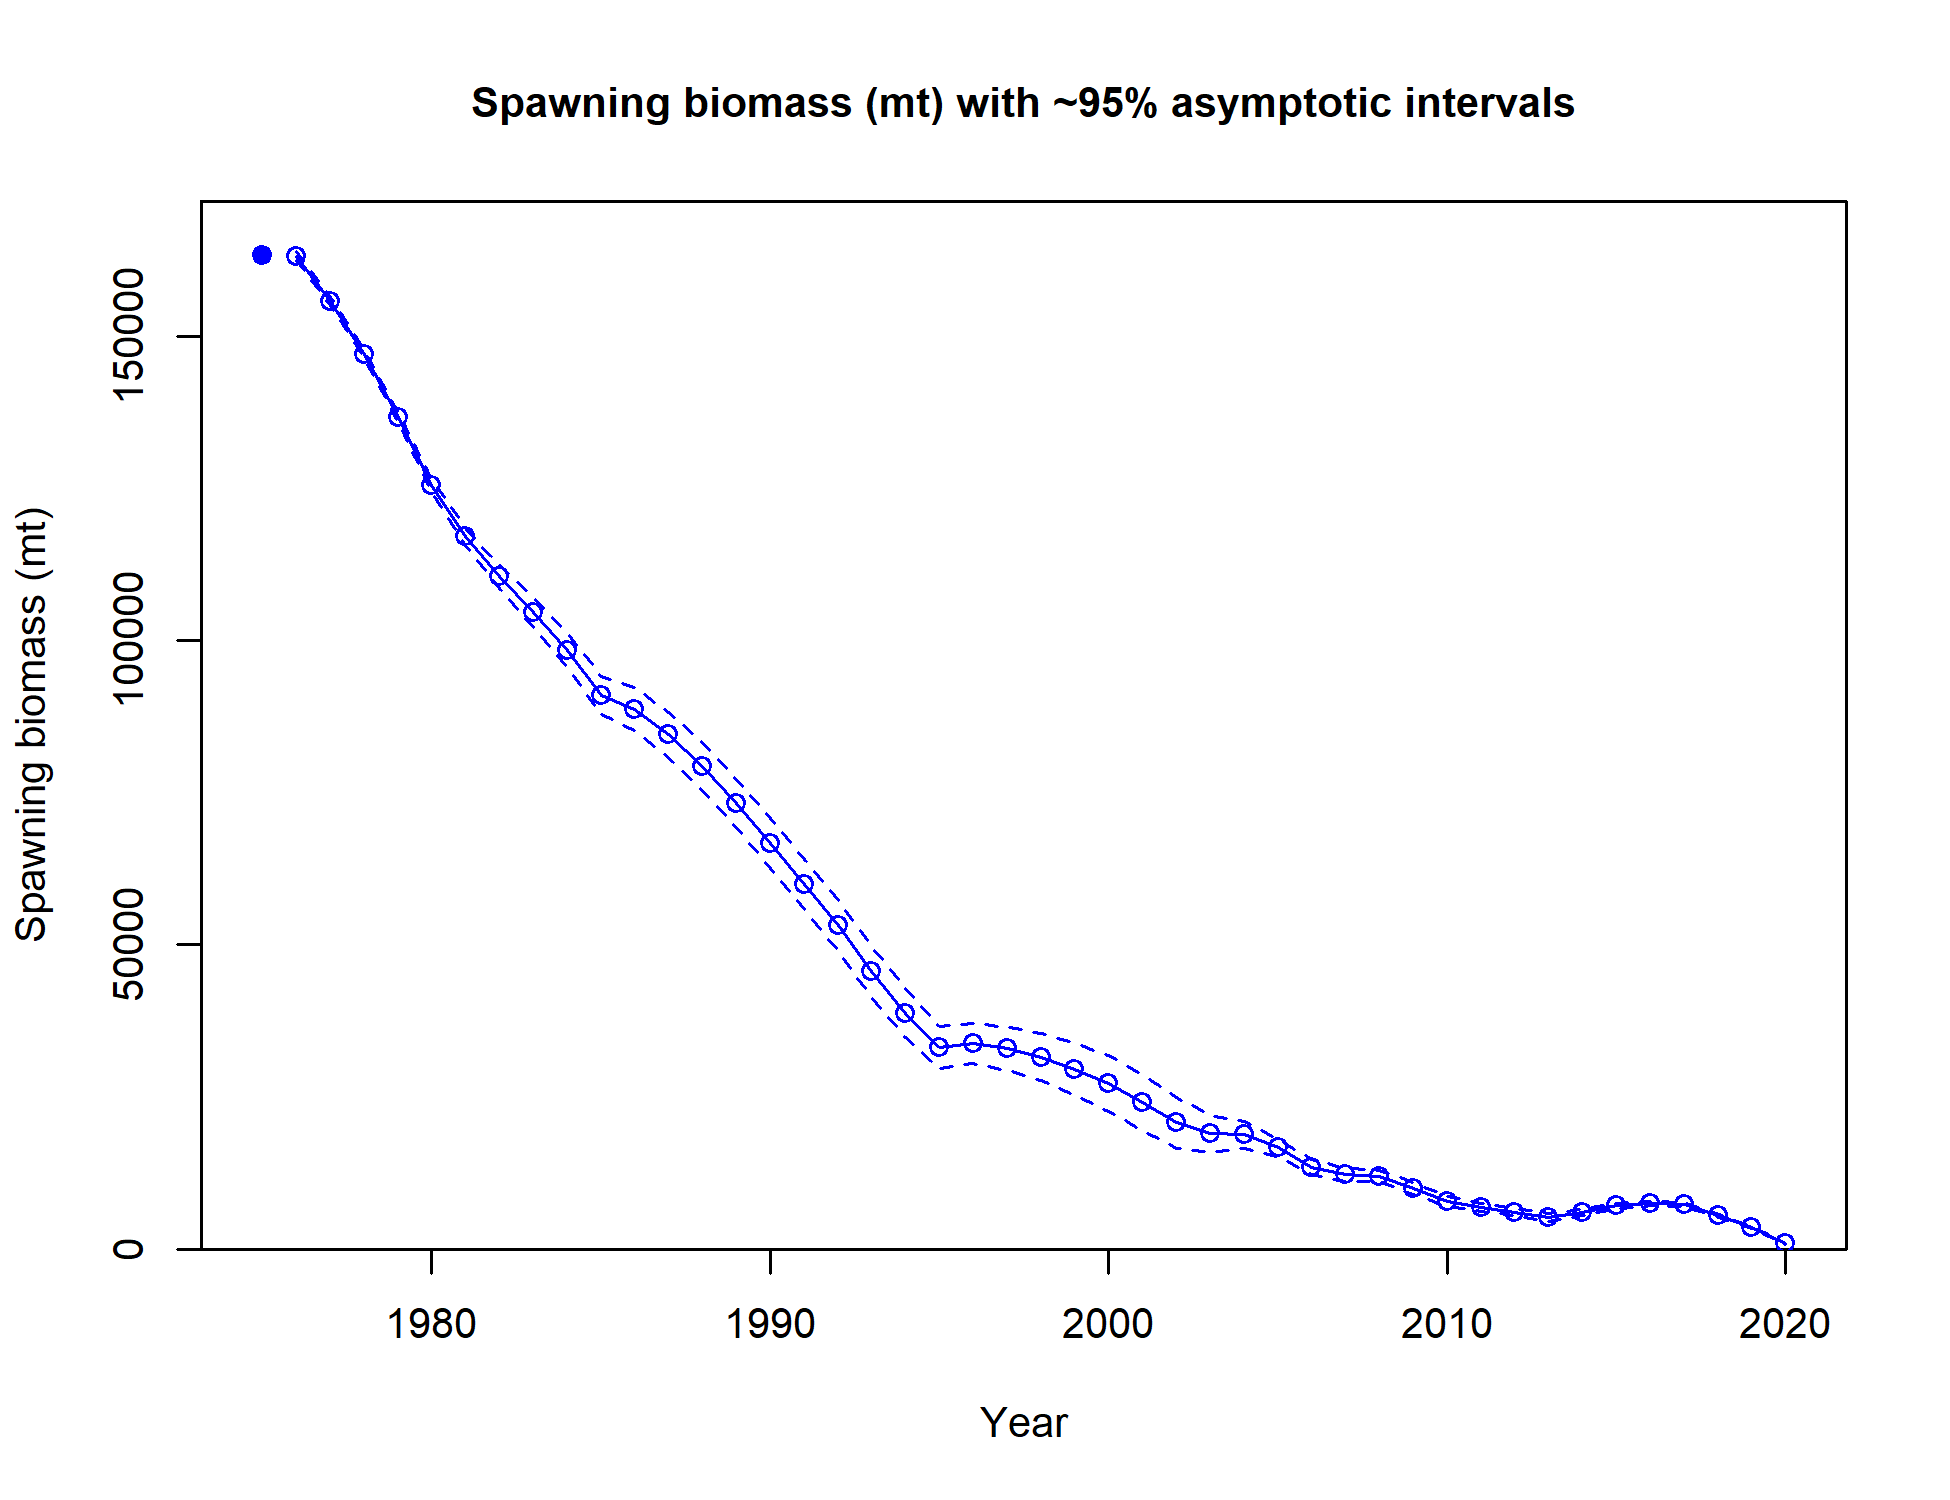 Spawning biomass (mt) with ~95% asymptotic intervals
Spawning biomass (mt)
150000
100000
50000
0
1980 1990 2000 2010 2020
Year